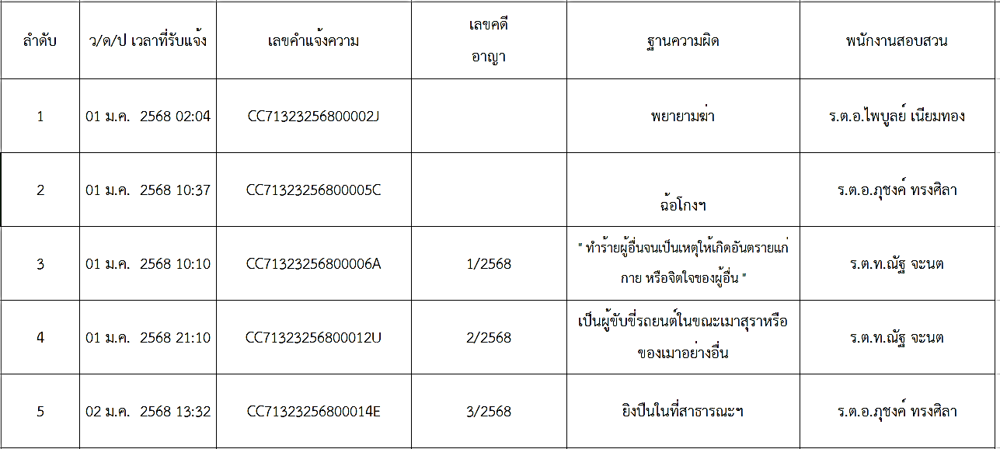 ลำดับ ว/ด/ป เวลาที่รับแจ้ง เลขคำแจ้งความ เลขคดี ฐานความผิด พนักงานสอบสวน
อาญา
1 01 ม.ค. 2568 02:04 CC71323256800002J พยายามฆ่า ร.ต.อ.ไพบูลย์ เนียมทอง
2 01 ม.ค. 2568 10:37 CC71323256800005C ฉ้อโกงฯ ร.ต.อ.ภุชงค์ ทรงศิลา
3 01 ม.ค. 2568 10:10 CC71323256800006A 1/2568 " ทำร้ายผู้อื่นจนเป็นเหตุให้เกิดอันตรายแก่ ร.ต.ท.ณัฐ จะนต
กาย หรือจิตใจของผู้อื่น "
4 01 ม.ค. 2568 21:10 CC71323256800012U 2/2568 เป็นผู้ขับขี่รถยนต์ในขณะเมาสุราหรือ ร.ต.ท.ณัฐ จะนต
ของเมาอย่างอื่น
5 02 ม.ค. 2568 13:32 CC71323256800014E 3/2568 ยิงปืนในที่สาธารณะฯ ร.ต.อ.ภุชงค์ ทรงศิลา